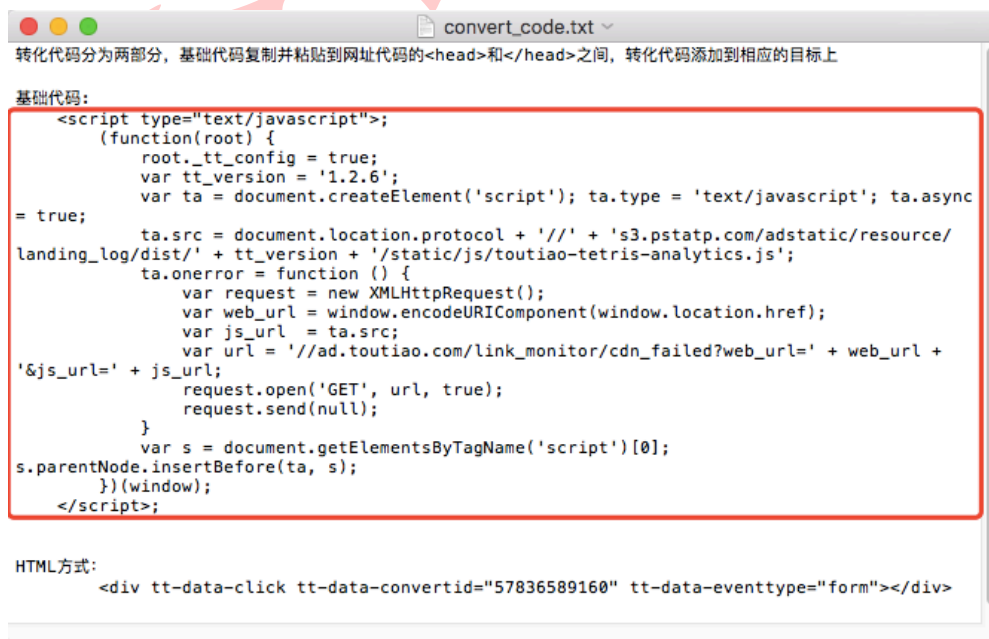 convert_code.txt
转化代码分为两部分，基础代码复制并粘贴到网址代码的<head>和</head>之间，转化代码添加到相应的目标上
基础代码：
    <script type="text/javascript">;
        (function(root) {
            root._tt_config = true;
            var tt_version = '1.2.6';
            var ta = document.createElement('script'); ta.type = 'text/javascript'; ta.async
= true;
            ta.src = document.location.protocol + '//' + 's3.pstatp.com/adstatic/resource/
landing_log/dist/' + tt_version + '/static/js/toutiao-tetris-analytics.js';
            ta.onerror = function () {
                var request = new XMLHttpRequest();
                var web_url = window.encodeURIComponent(window.location.href);
                var js_url  = ta.src;
                var url = '//ad.toutiao.com/link_monitor/cdn_failed?web_url=' + web_url +
'&js_url=' + js_url;
                request.open('GET', url, true);
                request.send(null);
            }
            var s = document.getElementsByTagName('script')[0];
s.parentNode.insertBefore(ta, s);
        })(window);
    </script>;
HTML方式：
        <div tt-data-click tt-data-convertid="57836589160" tt-data-eventtype="form"></div>